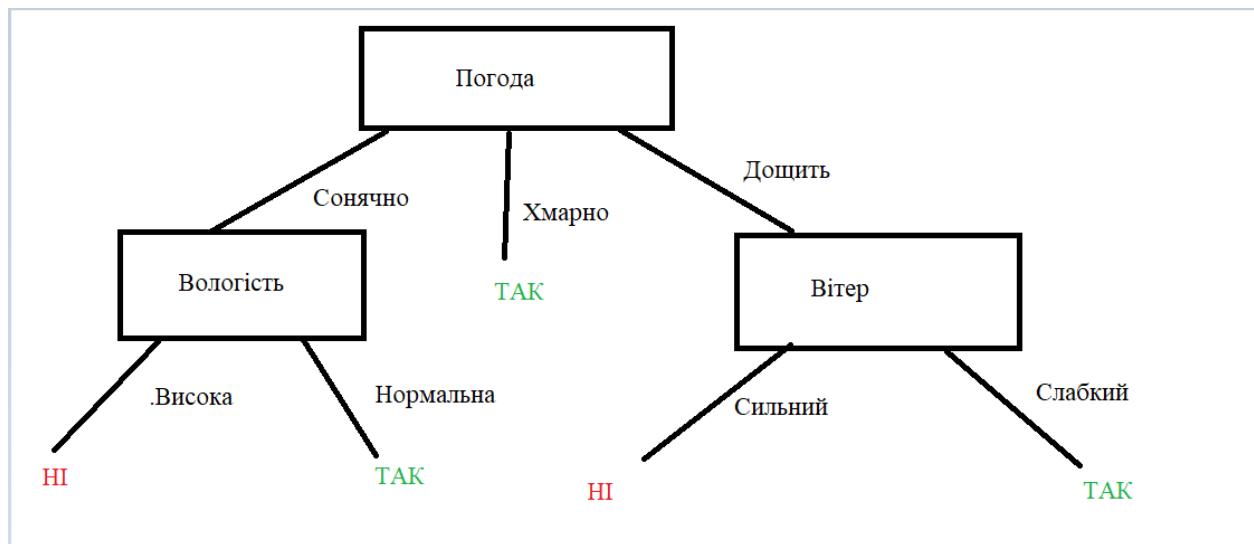 Погода
Сонячно
Хмарно
Дощить
Вологість
ТАК
Вітер
.Висока
Нормальна
Сильний
Слабкий
НІ
ТАК
НІ
ТАК